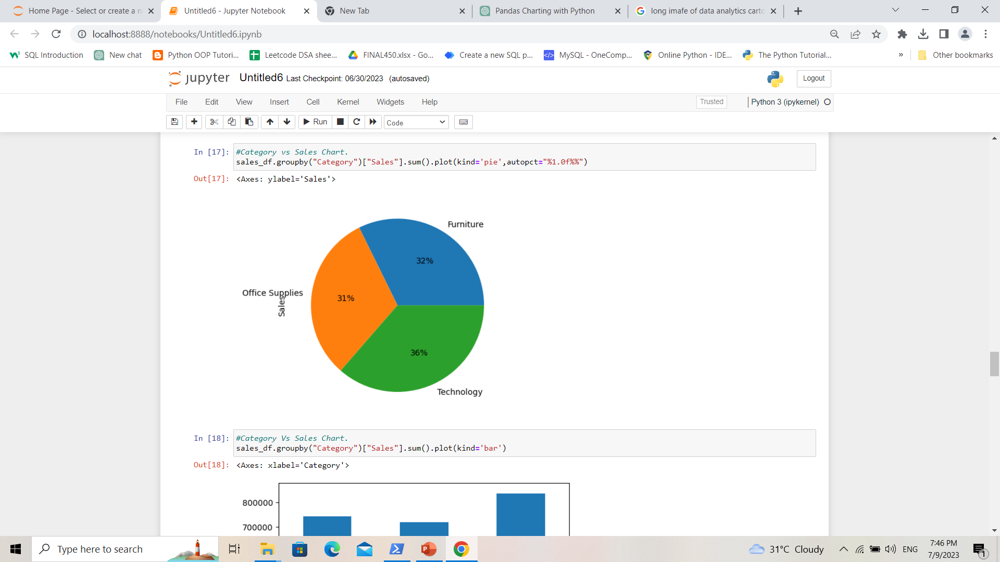 Home Page - Select or create a n
Untitled6 - Jupyter Notebook
New Tab
Pandas Charting with Python
long imafe of data analytics carto
localhost:8888/notebooks/Untitled6.ipynb
SQL Introduction
New chat
Python OOP Tutori...
Leetcode DSA shee...
FINAL450.xlsx - Go...
Create a new SQL p...
MySQL - OneComp...
Online Python - IDE...
The Python Tutorial...
»
Other bookmarks
jupyter
Untitled6 Last Checkpoint: 06/30/2023 (autosaved)
Logout
File Edit View Insert Cell Kernel Widgets Help
Trusted
Python 3 (ipykernel)
Run
Code
In [17]: #Category vs Sales Chart.
sales_df.groupby("Category")["Sales"].sum().plot(kind='pie',autopct="%1.0f%%")
Out[17]: <Axes: ylabel='Sales'>
Furniture
32%
Office Supplies
31%
Sales
36%
Technology
In [18]: #Category Vs Sales Chart.
sales_df.groupby("Category")["Sales"].sum().plot(kind='bar')
Out[18]: <Axes: xlabel='Category'>
800000
700000
Type here to search
31°C Cloudy
ENG
7:46 PM
7/9/2023
1